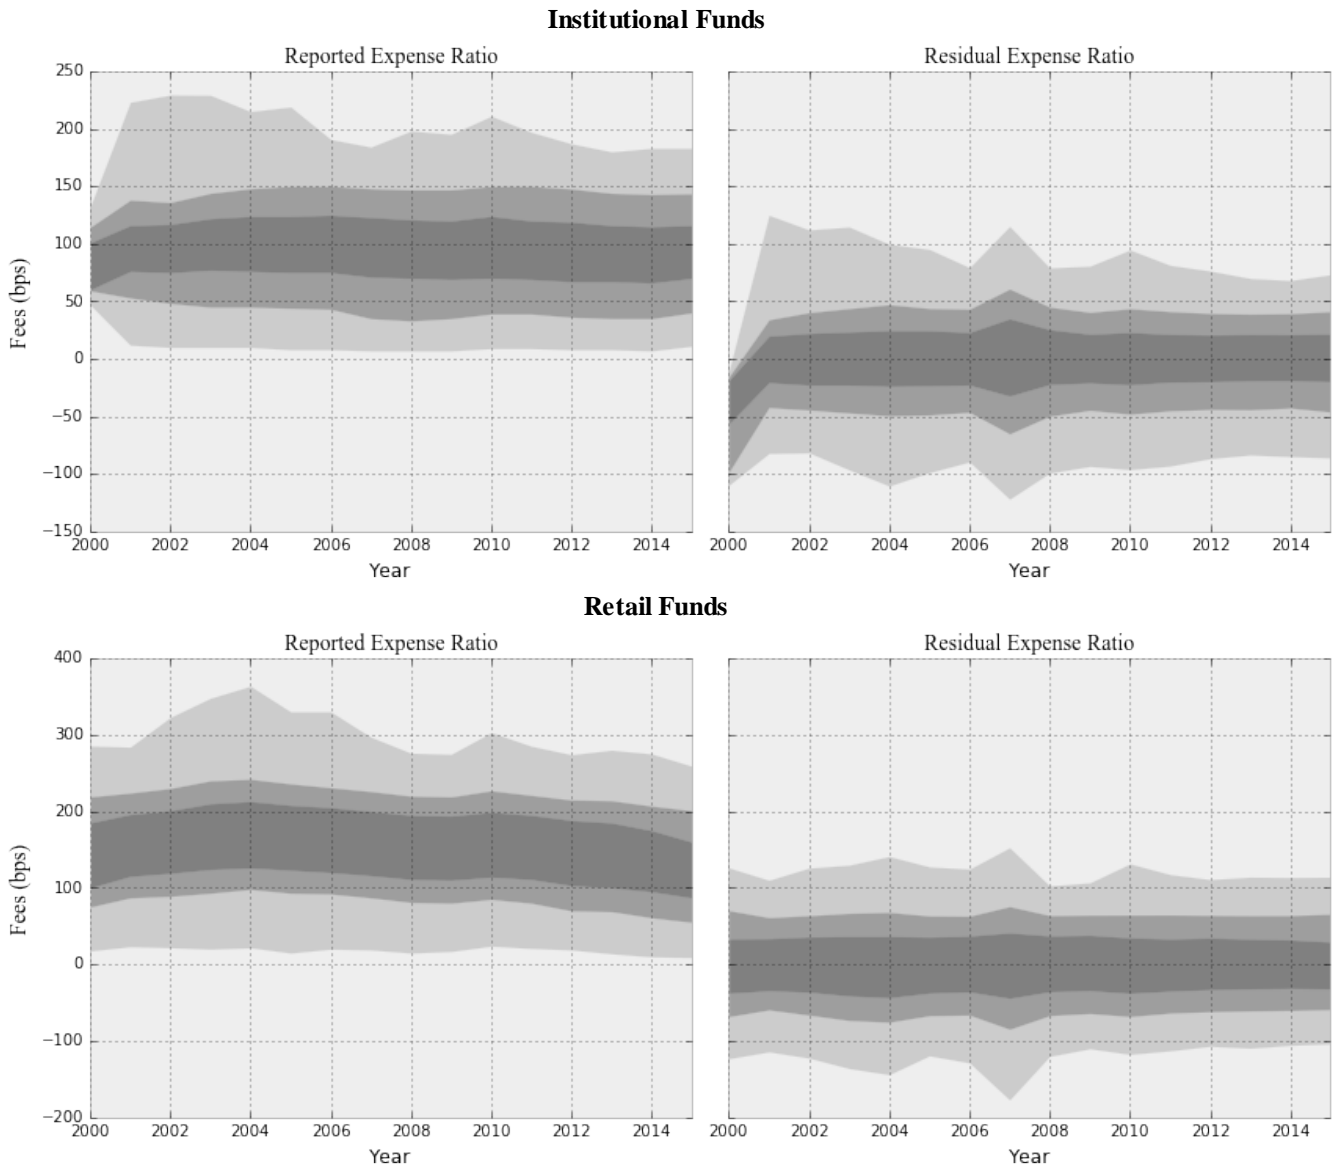 Institutional Funds
Reported Expense Ratio
Residual Expense Ratio
Fees (bps)
250
200
150
100
50
0
−50
−100
−150
2000 2002 2004 2006 2008 2010 2012 2014
2000 2002 2004 2006 2008 2010 2012 2014
Year
Year
Retail Funds
Reported Expense Ratio
Residual Expense Ratio
Fees (bps)
400
300
200
100
0
−100
−200
2000 2002 2004 2006 2008 2010 2012 2014
2000 2002 2004 2006 2008 2010 2012 2014
Year
Year